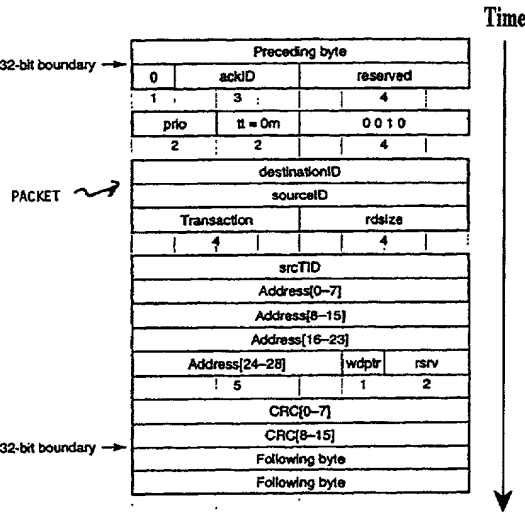 Time
Preceding byte
32-bit boundary
0 ackID reserved
1 3 4
prio tt = 0m 0 0 1 0
2 2 4
destinationID
PACKET
sourceID
Transaction rdsize
4 4
srcTID
Address[0–7]
Address[8–15]
Address[16–23]
Address[24–28] wdptr rsrv
5 1 2
CRC[0–7]
CRC[8–15]
32-bit boundary
Following byte
Following byte